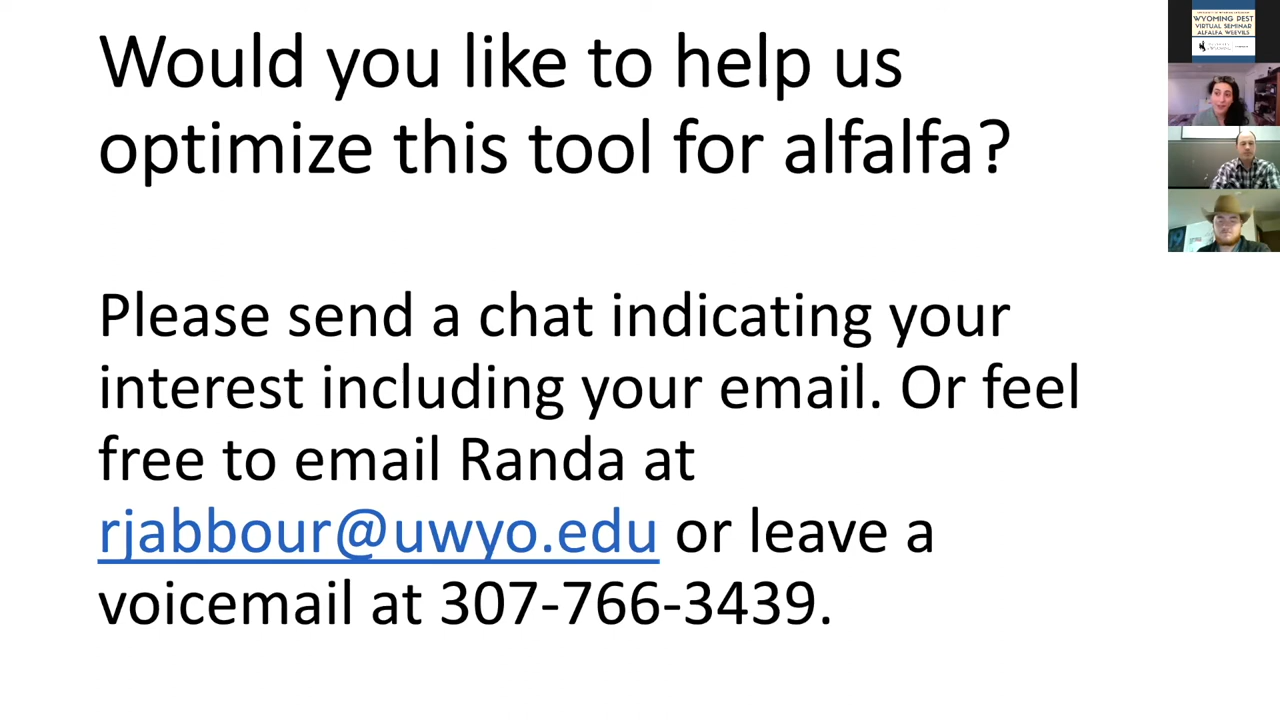 Would you like to help us
optimize this tool for alfalfa?
Please send a chat indicating your
interest including your email. Or feel
free to email Randa at
rjabbour@uwyo.edu or leave a
voicemail at 307-766-3439.
WYOMING PEST
VIRTUAL SEMINAR
ALFALFA WEEVILS